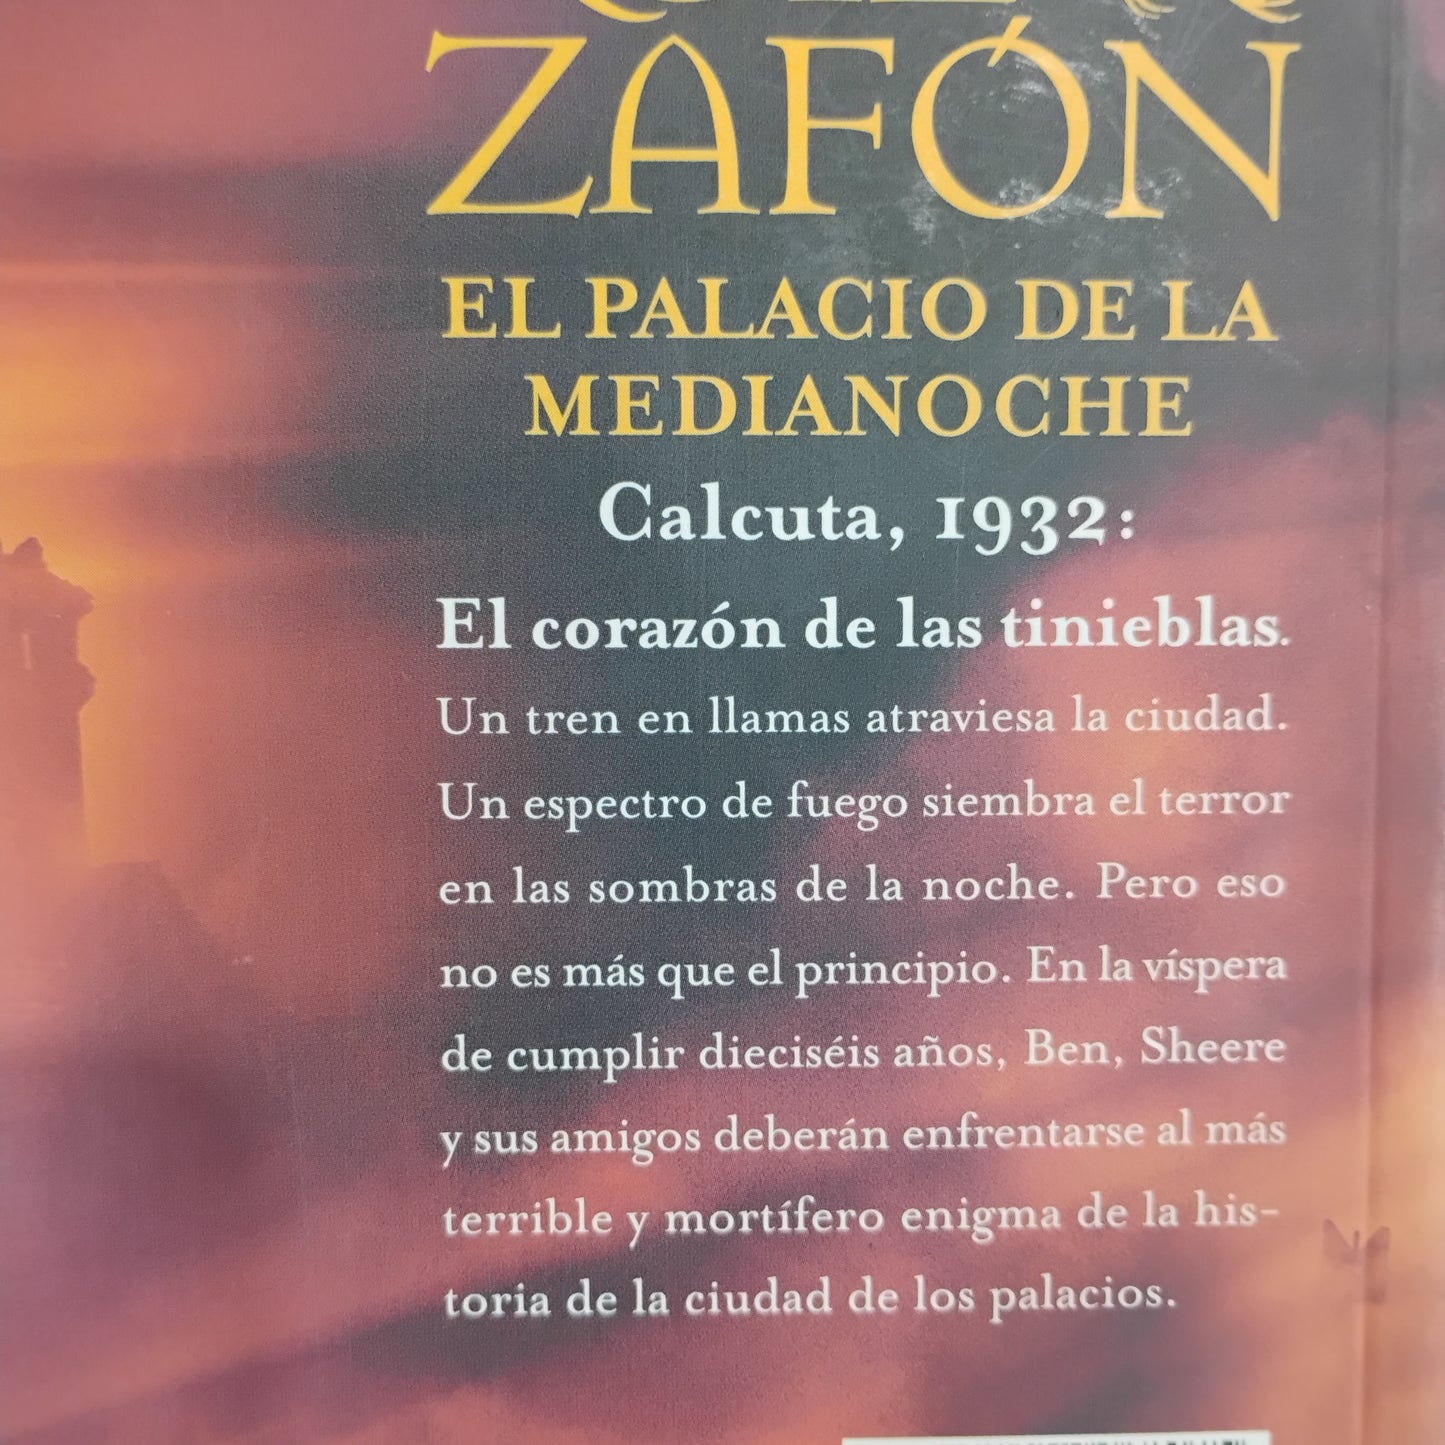 ZAFÓN
EL PALACIO DE LA
MEDIANOCHE
Calcuta, 1932:
El corazón de las tinieblas.
Un tren en llamas atraviesa la ciudad.
Un espectro de fuego siembra el terror
en las sombras de la noche. Pero eso
no es más que el principio. En la víspera
de cumplir dieciséis años, Ben, Sheere
y sus amigos deberán enfrentarse al más
terrible y mortífero enigma de la his-
toria de la ciudad de los palacios.